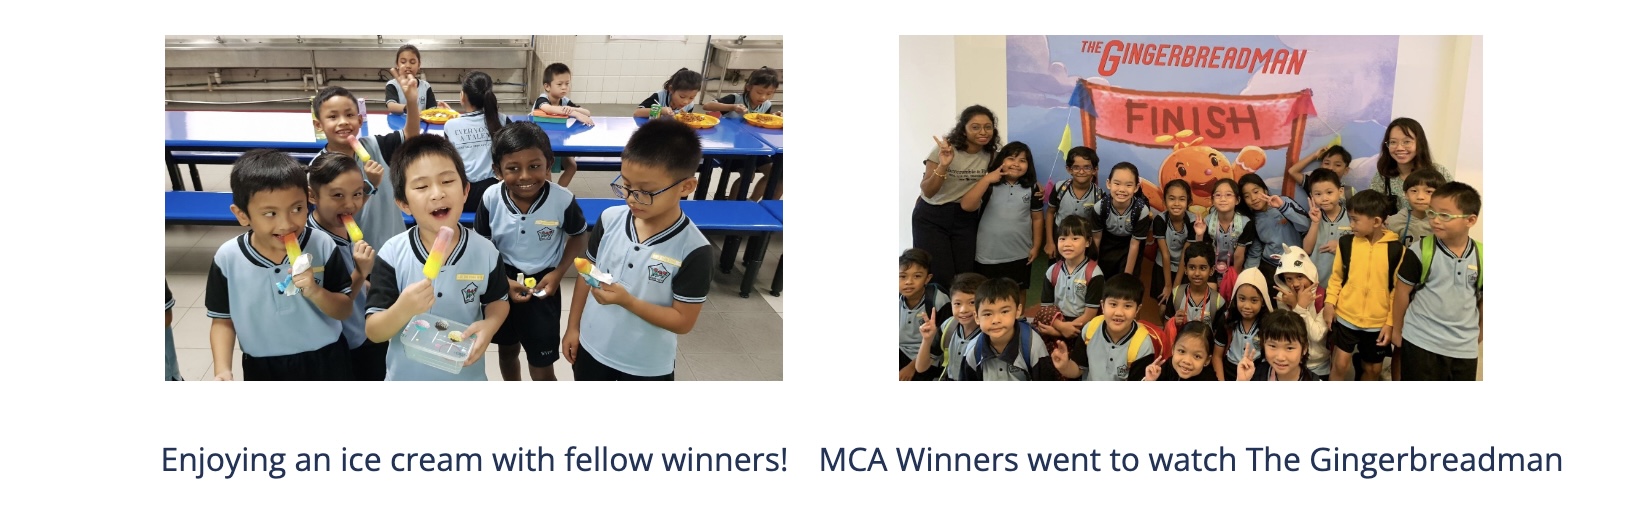 THE GINGERBREADMAN
FINISH
Enjoying an ice cream with fellow winners!
MCA Winners went to watch The Gingerbreadman